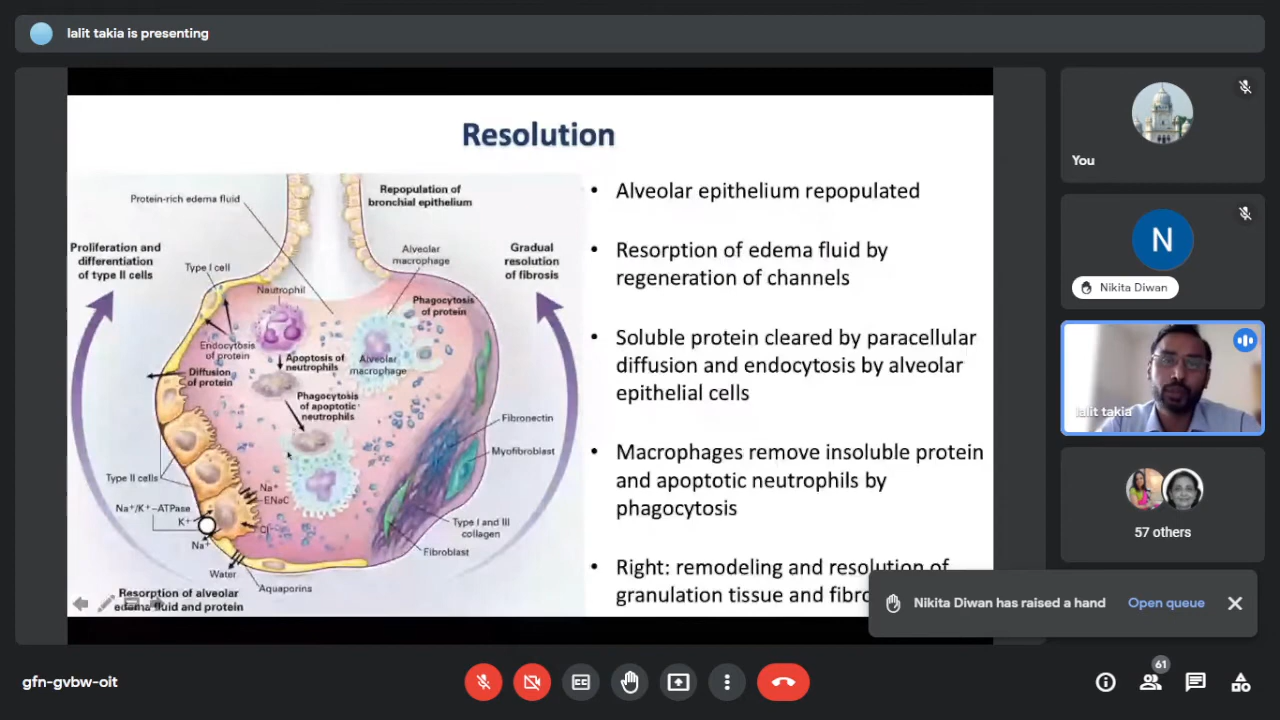 lalit takia is presenting
Resolution
Protein-rich edema fluid
Repopulation of
bronchial epithelium
Proliferation and
differentiation
of type II cells
Type I cell
Alveolar
macrophage
Gradual
resolution
of fibrosis
Neutrophil
Phagocytosis
of protein
Endocytosis
of protein
Apoptosis of
neutrophils
Alveolar
macrophage
Diffusion
of protein
Phagocytosis
of apoptotic
neutrophils
Fibronectin
Myofibroblast
Type II cells
Na+
ENaC
Na+/K+–ATPase
K+
Na+
Type I and III
collagen
Fibroblast
Water
Aquaporins
Resorption of alveolar
edema fluid and protein
• Alveolar epithelium repopulated
• Resorption of edema fluid by
regeneration of channels
• Soluble protein cleared by paracellular
diffusion and endocytosis by alveolar
epithelial cells
• Macrophages remove insoluble protein
and apoptotic neutrophils by
phagocytosis
• Right: remodeling and resolution of
granulation tissue and fibro
You
N
Nikita Diwan
lalit takia
57 others
Nikita Diwan has raised a hand
Open queue
gfn-gvbw-oit
CC
61